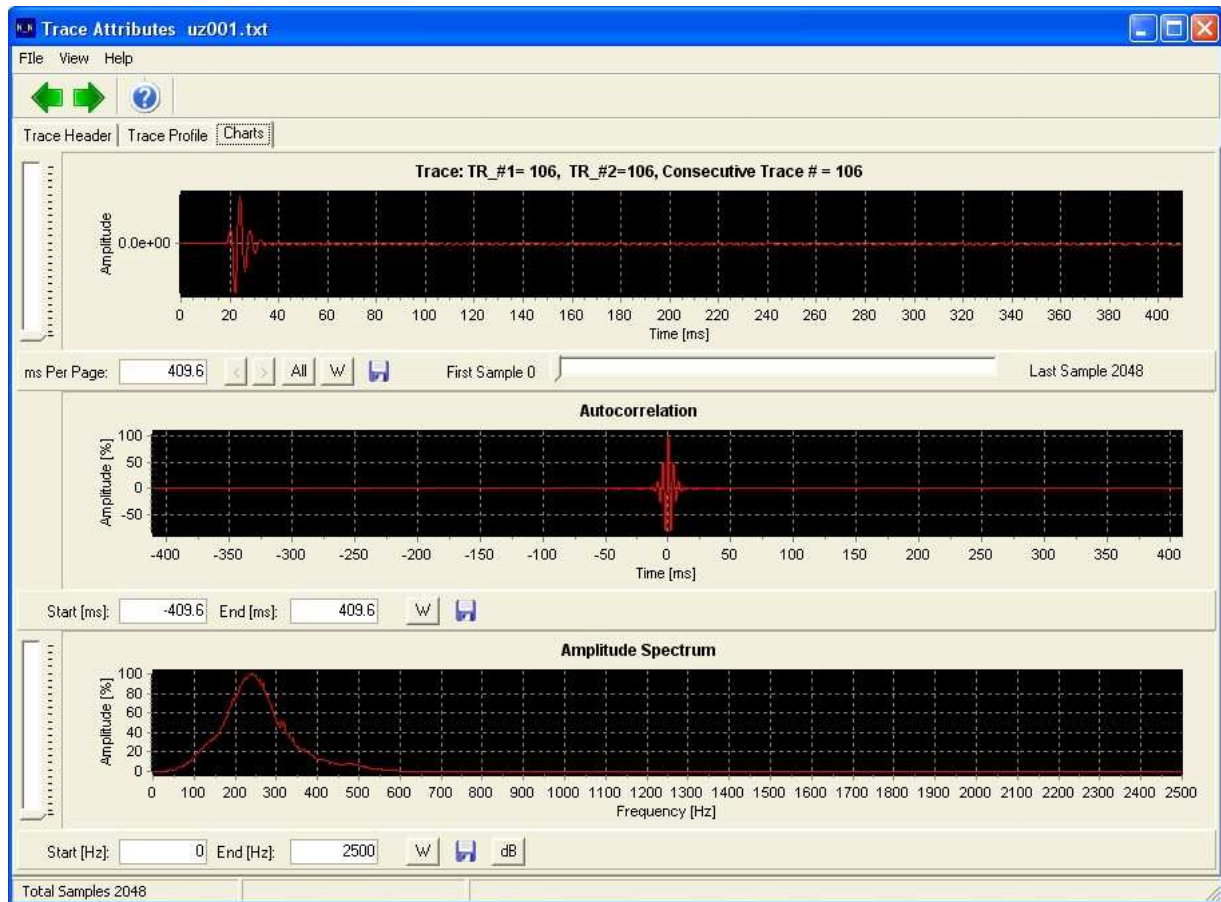 Trace Attributes uz001.txt
FIle View Help
Trace Header Trace Profile Charts
Trace: TR_#1= 106, TR_#2=106, Consecutive Trace # = 106
Amplitude
0.0e+00
0 20 40 60 80 100 120 140 160 180 200 220 240 260 280 300 320 340 360 380 400
Time [ms]
ms Per Page: 409.6 < > All W First Sample 0 Last Sample 2048
Autocorrelation
Amplitude [%]
100
50
0
-50
-400 -350 -300 -250 -200 -150 -100 -50 0 50 100 150 200 250 300 350 400
Time [ms]
Start [ms]: -409.6 End [ms]: 409.6 W
Amplitude Spectrum
Amplitude [%]
100
80
60
40
20
0
0 100 200 300 400 500 600 700 800 900 1000 1100 1200 1300 1400 1500 1600 1700 1800 1900 2000 2100 2200 2300 2400 2500
Frequency [Hz]
Start [Hz]: 0 End [Hz]: 2500 W dB
Total Samples 2048